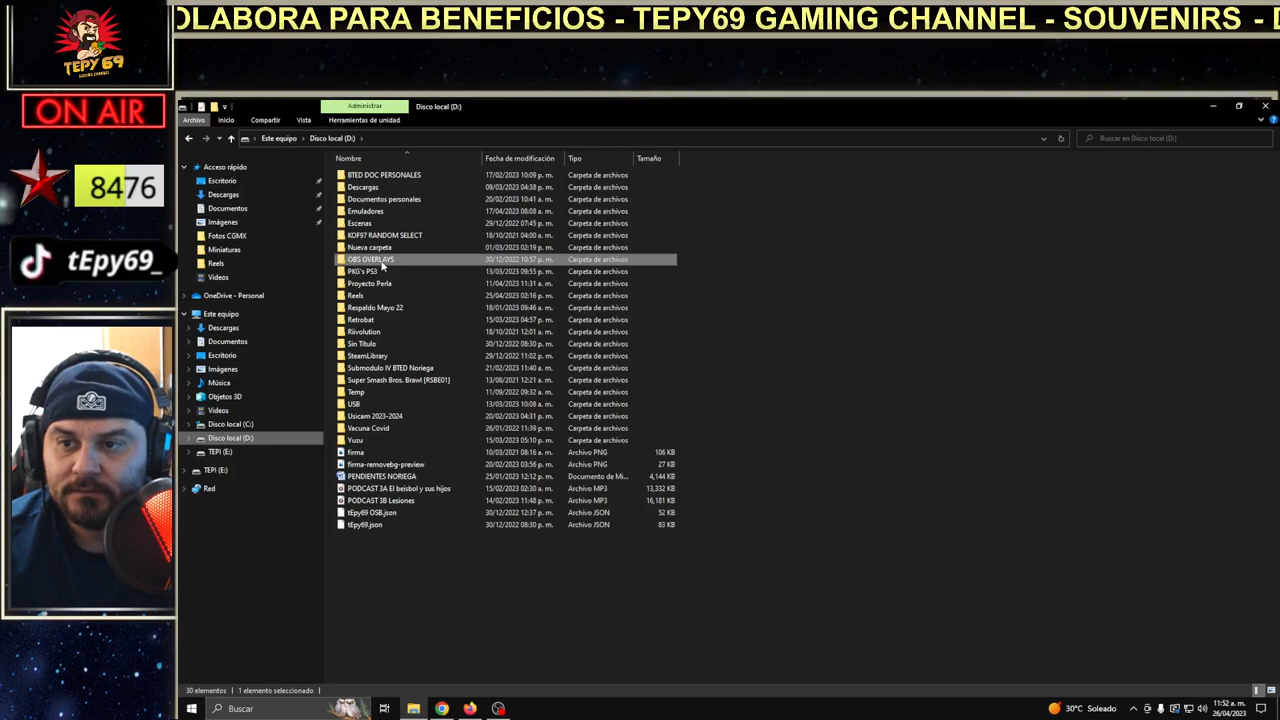 OLABORA PARA BENEFICIOS - TEPY69 GAMING CHANNEL - SOUVENIRS -
TEPY 69
GAMING CHANNEL
ON AIR
8476
tEpy69_
Administrar
Disco local (D:)
Archivo
Inicio
Compartir
Vista
Herramientas de unidad
Este equipo
Disco local (D:)
Buscar en Disco local (D:)
Acceso rápido
Escritorio
Descargas
Documentos
Imágenes
Fotos CGMX
Miniaturas
Reels
Videos
OneDrive - Personal
Este equipo
Descargas
Documentos
Escritorio
Imágenes
Música
Objetos 3D
Videos
Disco local (C:)
Disco local (D:)
TEPI (E:)
TEPI (E:)
Red
Nombre Fecha de modificación Tipo Tamaño
BTED DOC PERSONALES 17/02/2023 10:09 p. m. Carpeta de archivos
Descargas 09/03/2023 04:38 p. m. Carpeta de archivos
Documentos personales 20/02/2023 10:41 a. m. Carpeta de archivos
Emuladores 17/04/2023 08:08 a. m. Carpeta de archivos
Escenas 29/12/2022 10:45 p. m. Carpeta de archivos
KOF97 RANDOM SELECT 18/10/2021 12:01 a. m. Carpeta de archivos
Nueva carpeta 01/03/2023 02:19 p. m. Carpeta de archivos
OBS OVERLAYS 30/12/2022 10:57 p. m. Carpeta de archivos
PKG's PS3 13/03/2023 09:55 p. m. Carpeta de archivos
Proyecto Perla 11/04/2023 11:31 a. m. Carpeta de archivos
Reels 25/04/2023 02:16 p. m. Carpeta de archivos
Respaldo Mayo 22 18/01/2023 09:46 a. m. Carpeta de archivos
Retrobat 15/03/2023 04:57 p. m. Carpeta de archivos
Riivolution 18/10/2021 12:01 a. m. Carpeta de archivos
Sin Título 30/12/2022 08:30 p. m. Carpeta de archivos
SteamLibrary 29/12/2022 11:02 p. m. Carpeta de archivos
Submodulo IV BTED Noriega 21/02/2023 11:40 a. m. Carpeta de archivos
Super Smash Bros. Brawl [RSBE01] 13/08/2021 12:21 a. m. Carpeta de archivos
Temp 11/09/2022 09:32 a. m. Carpeta de archivos
USB 13/03/2023 09:53 p. m. Carpeta de archivos
Usicam 2023-2024 20/02/2023 04:31 p. m. Carpeta de archivos
Vacuna Covid 26/01/2022 11:39 p. m. Carpeta de archivos
Yuzu 15/03/2023 05:10 p. m. Carpeta de archivos
firma 10/03/2021 08:16 a. m. Archivo PNG 106 KB
firma-removebg-preview 20/02/2023 03:56 p. m. Archivo PNG 27 KB
PENDIENTES NORIEGA 25/01/2023 12:12 p. m. Documento de Mi... 4,144 KB
PODCAST 3A El beisbol y sus hijos 15/02/2023 02:30 a. m. Archivo MP3 13,332 KB
PODCAST 3B Lesiones 14/02/2023 11:48 p. m. Archivo MP3 16,181 KB
tEpy69 OSB.json 30/12/2022 12:37 p. m. Archivo JSON 52 KB
tEpy69.json 30/12/2022 08:30 p. m. Archivo JSON 83 KB
30 elementos
1 elemento seleccionado
Buscar
30°C Soleado
11:52 a. m.
26/04/2023